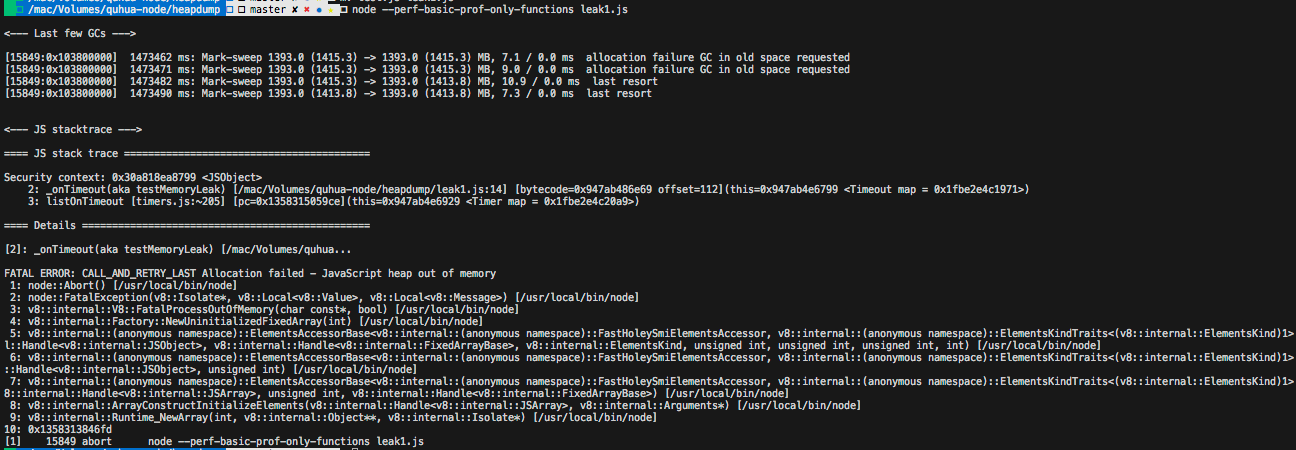 /mac/Volumes/quhua-node/heapdump master ✘ ✖ ● ★ node --perf-basic-prof-only-functions leak1.js
<--- Last few GCs --->
[15849:0x103800000]  1473462 ms: Mark-sweep 1393.0 (1415.3) -> 1393.0 (1415.3) MB, 7.1 / 0.0 ms  allocation failure GC in old space requested
[15849:0x103800000]  1473471 ms: Mark-sweep 1393.0 (1415.3) -> 1393.0 (1415.3) MB, 9.0 / 0.0 ms  allocation failure GC in old space requested
[15849:0x103800000]  1473482 ms: Mark-sweep 1393.0 (1415.3) -> 1393.0 (1413.8) MB, 10.9 / 0.0 ms  last resort
[15849:0x103800000]  1473490 ms: Mark-sweep 1393.0 (1413.8) -> 1393.0 (1413.8) MB, 7.3 / 0.0 ms  last resort
<--- JS stacktrace --->
==== JS stack trace =========================================
Security context: 0x30a818ea8799 <JSObject>
    2: _onTimeout(aka testMemoryLeak) [/mac/Volumes/quhua-node/heapdump/leak1.js:14] [bytecode=0x947ab486e69 offset=112](this=0x947ab4e6799 <Timeout map = 0x1fbe2e4c1971>)
    3: listOnTimeout [timers.js:~205] [pc=0x1358315059ce](this=0x947ab4e6929 <Timer map = 0x1fbe2e4c20a9>)
==== Details ================================================
[2]: _onTimeout(aka testMemoryLeak) [/mac/Volumes/quhua...
FATAL ERROR: CALL_AND_RETRY_LAST Allocation failed - JavaScript heap out of memory
 1: node::Abort() [/usr/local/bin/node]
 2: node::FatalException(v8::Isolate*, v8::Local<v8::Value>, v8::Local<v8::Message>) [/usr/local/bin/node]
 3: v8::internal::V8::FatalProcessOutOfMemory(char const*, bool) [/usr/local/bin/node]
 4: v8::internal::Factory::NewUninitializedFixedArray(int) [/usr/local/bin/node]
 5: v8::internal::(anonymous namespace)::ElementsAccessorBase<v8::internal::(anonymous namespace)::FastHoleySmiElementsAccessor, v8::internal::(anonymous namespace)::ElementsKindTraits<(v8::internal::ElementsKind)1>
l::Handle<v8::internal::JSObject>, v8::internal::Handle<v8::internal::FixedArrayBase>, v8::internal::ElementsKind, unsigned int, unsigned int, unsigned int, int) [/usr/local/bin/node]
 6: v8::internal::(anonymous namespace)::ElementsAccessorBase<v8::internal::(anonymous namespace)::FastHoleySmiElementsAccessor, v8::internal::(anonymous namespace)::ElementsKindTraits<(v8::internal::ElementsKind)1>
::Handle<v8::internal::JSObject>, unsigned int) [/usr/local/bin/node]
 7: v8::internal::(anonymous namespace)::ElementsAccessorBase<v8::internal::(anonymous namespace)::FastHoleySmiElementsAccessor, v8::internal::(anonymous namespace)::ElementsKindTraits<(v8::internal::ElementsKind)1>
8::internal::Handle<v8::internal::JSArray>, unsigned int, v8::internal::Handle<v8::internal::FixedArrayBase>) [/usr/local/bin/node]
 8: v8::internal::ArrayConstructInitializeElements(v8::internal::Handle<v8::internal::JSArray>, v8::internal::Arguments*) [/usr/local/bin/node]
 9: v8::internal::Runtime_NewArray(int, v8::internal::Object**, v8::internal::Isolate*) [/usr/local/bin/node]
10: 0x1358313846fd
[1]    15849 abort      node --perf-basic-prof-only-functions leak1.js